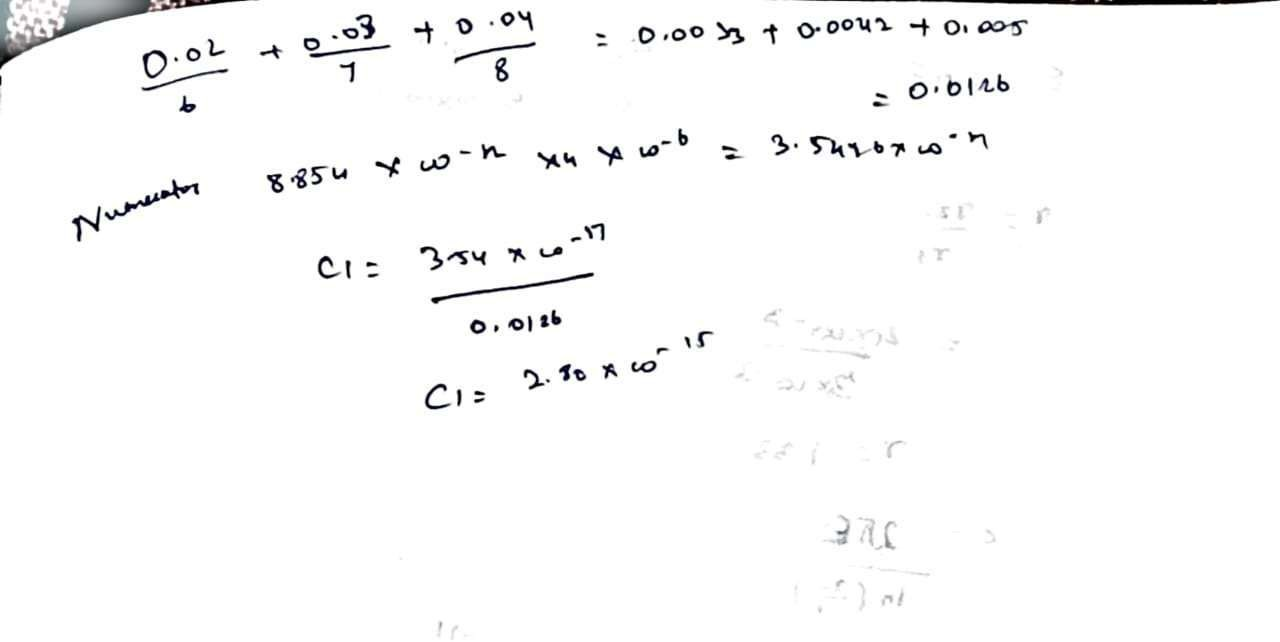 0.02/6 + 0.03/7 + 0.04/8 = 0.0033 + 0.0042 + 0.005
= 0.0126
Numerator 8.854 × 10-12 ×4 × 10-6 = 3.5416×10-17
C1 = 3.54 × 10-17 / 0.0126
C1 = 2.80 × 10-15